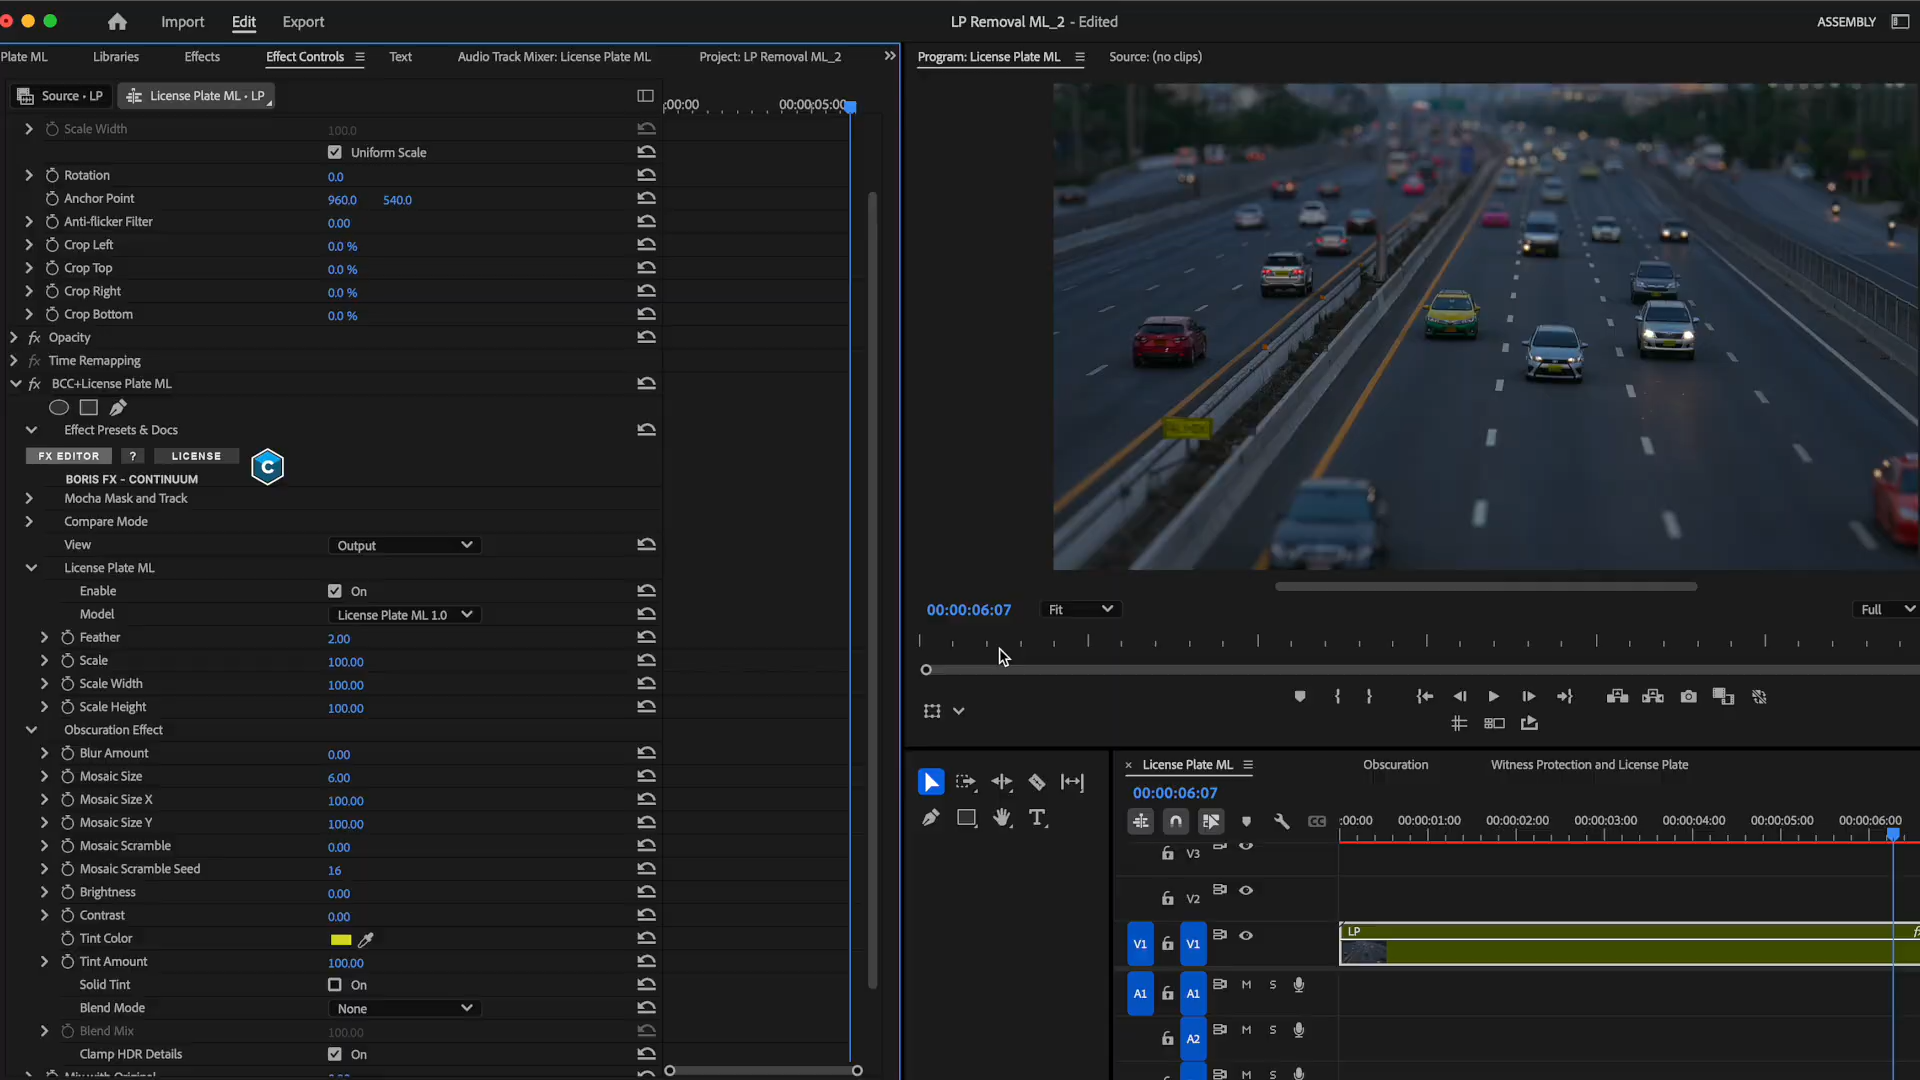 Import Edit Export LP Removal ML_2 - Edited ASSEMBLY
Plate ML Libraries Effects Effect Controls Text Audio Track Mixer: License Plate ML Project: LP Removal ML_2 Program: License Plate ML Source: (no clips)
Source • LP License Plate ML • LP
:00:00 00:00:05:00
Scale Width 100.0
Uniform Scale
Rotation 0.0
Anchor Point 960.0 540.0
Anti-flicker Filter 0.00
Crop Left 0.0 %
Crop Top 0.0 %
Crop Right 0.0 %
Crop Bottom 0.0 %
fx Opacity
fx Time Remapping
fx BCC+License Plate ML
Effect Presets & Docs
FX EDITOR ? LICENSE C
BORIS FX - CONTINUUM
Mocha Mask and Track
Compare Mode
View Output
License Plate ML
Enable On
Model License Plate ML 1.0
Feather 2.00
Scale 100.00
Scale Width 100.00
Scale Height 100.00
Obscuration Effect
Blur Amount 0.00
Mosaic Size 6.00
Mosaic Size X 100.00
Mosaic Size Y 100.00
Mosaic Scramble 0.00
Mosaic Scramble Seed 16
Brightness 0.00
Contrast 0.00
Tint Color
Tint Amount 100.00
Solid Tint On
Blend Mode None
Blend Mix 100.00
Clamp HDR Details On
00:00:06:07 Fit Full
License Plate ML Obscuration Witness Protection and License Plate
00:00:06:07
CC
:00:00 00:00:01:00 00:00:02:00 00:00:03:00 00:00:04:00 00:00:05:00 00:00:06:00
V3
V2
V1 V1 LP
A1 A1 M S
A2 M S
M S